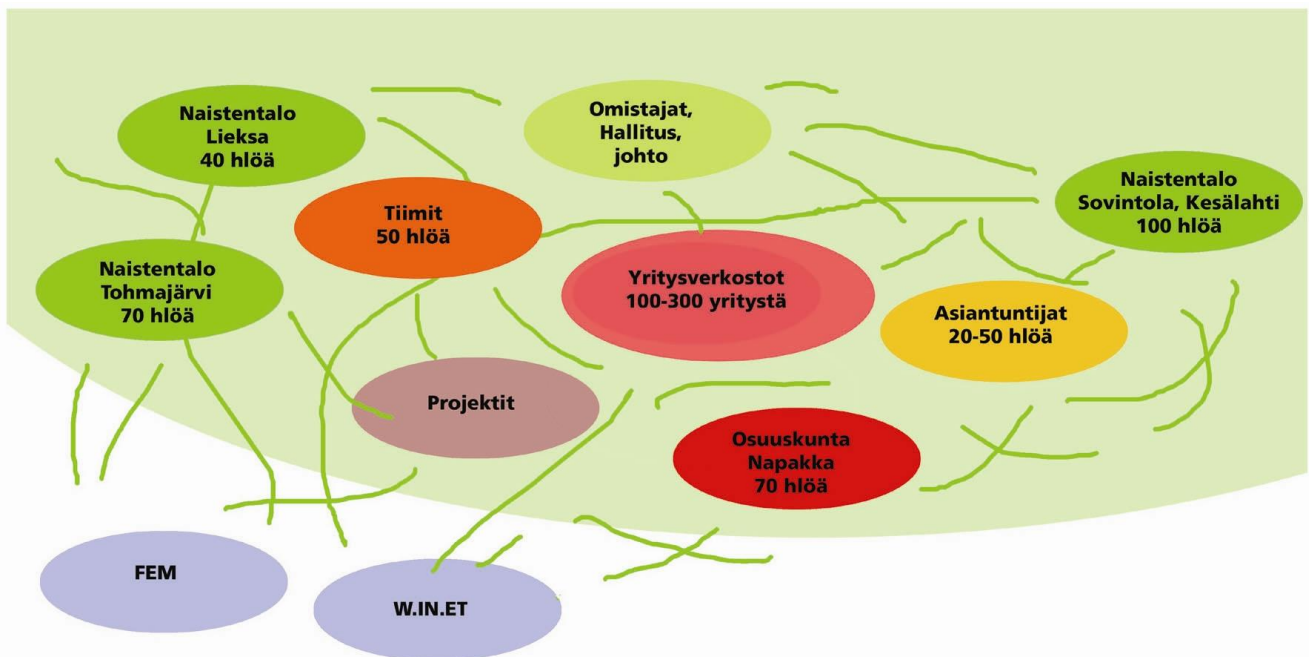 Naistentalo
Lieksa
40 hlöä
Omistajat,
Hallitus,
johto
Naistentalo
Sovintola, Kesälahti
100 hlöä
Tiimit
50 hlöä
Naistentalo
Tohmajärvi
70 hlöä
Yritysverkostot
100-300 yritystä
Asiantuntijat
20-50 hlöä
Projektit
Osuuskunta
Napakka
70 hlöä
FEM
W.IN.ET